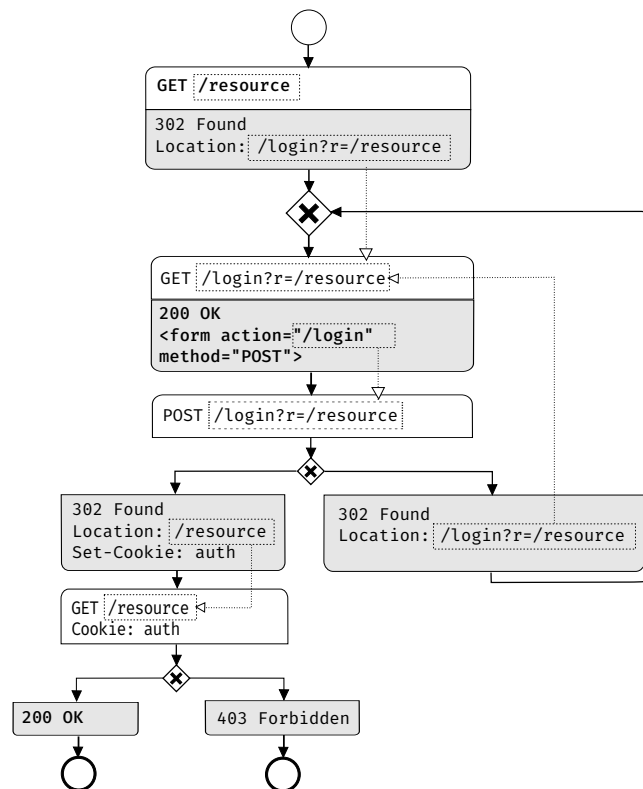 GET /resource
302 Found
Location: /login?r=/resource
GET /login?r=/resource
200 OK
<form action="/login"
method="POST">
POST /login?r=/resource
302 Found
Location: /resource
Set-Cookie: auth
302 Found
Location: /login?r=/resource
GET /resource
Cookie: auth
200 OK
403 Forbidden